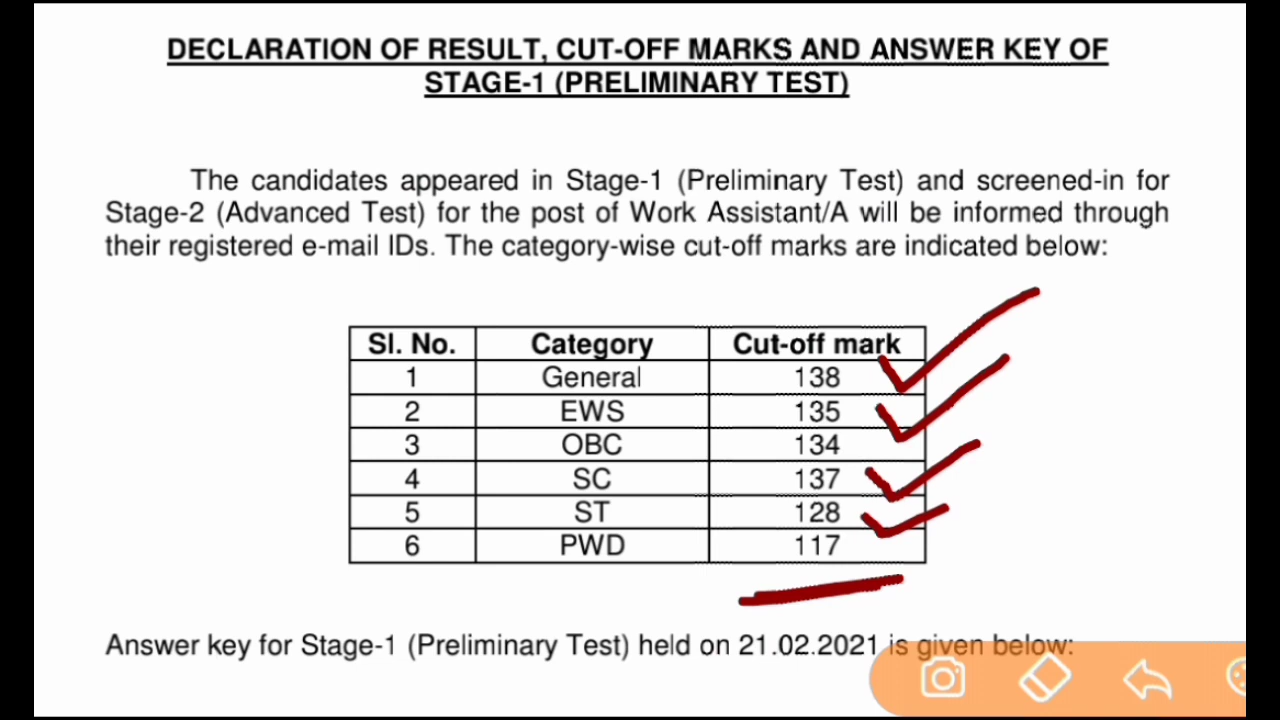 DECLARATION OF RESULT, CUT-OFF MARKS AND ANSWER KEY OF
STAGE-1 (PRELIMINARY TEST)
The candidates appeared in Stage-1 (Preliminary Test) and screened-in for
Stage-2 (Advanced Test) for the post of Work Assistant/A will be informed through
their registered e-mail IDs. The category-wise cut-off marks are indicated below:
Sl. No. Category Cut-off mark
1 General 138
2 EWS 135
3 OBC 134
4 SC 137
5 ST 128
6 PWD 117
Answer key for Stage-1 (Preliminary Test) held on 21.02.2021 is given below: